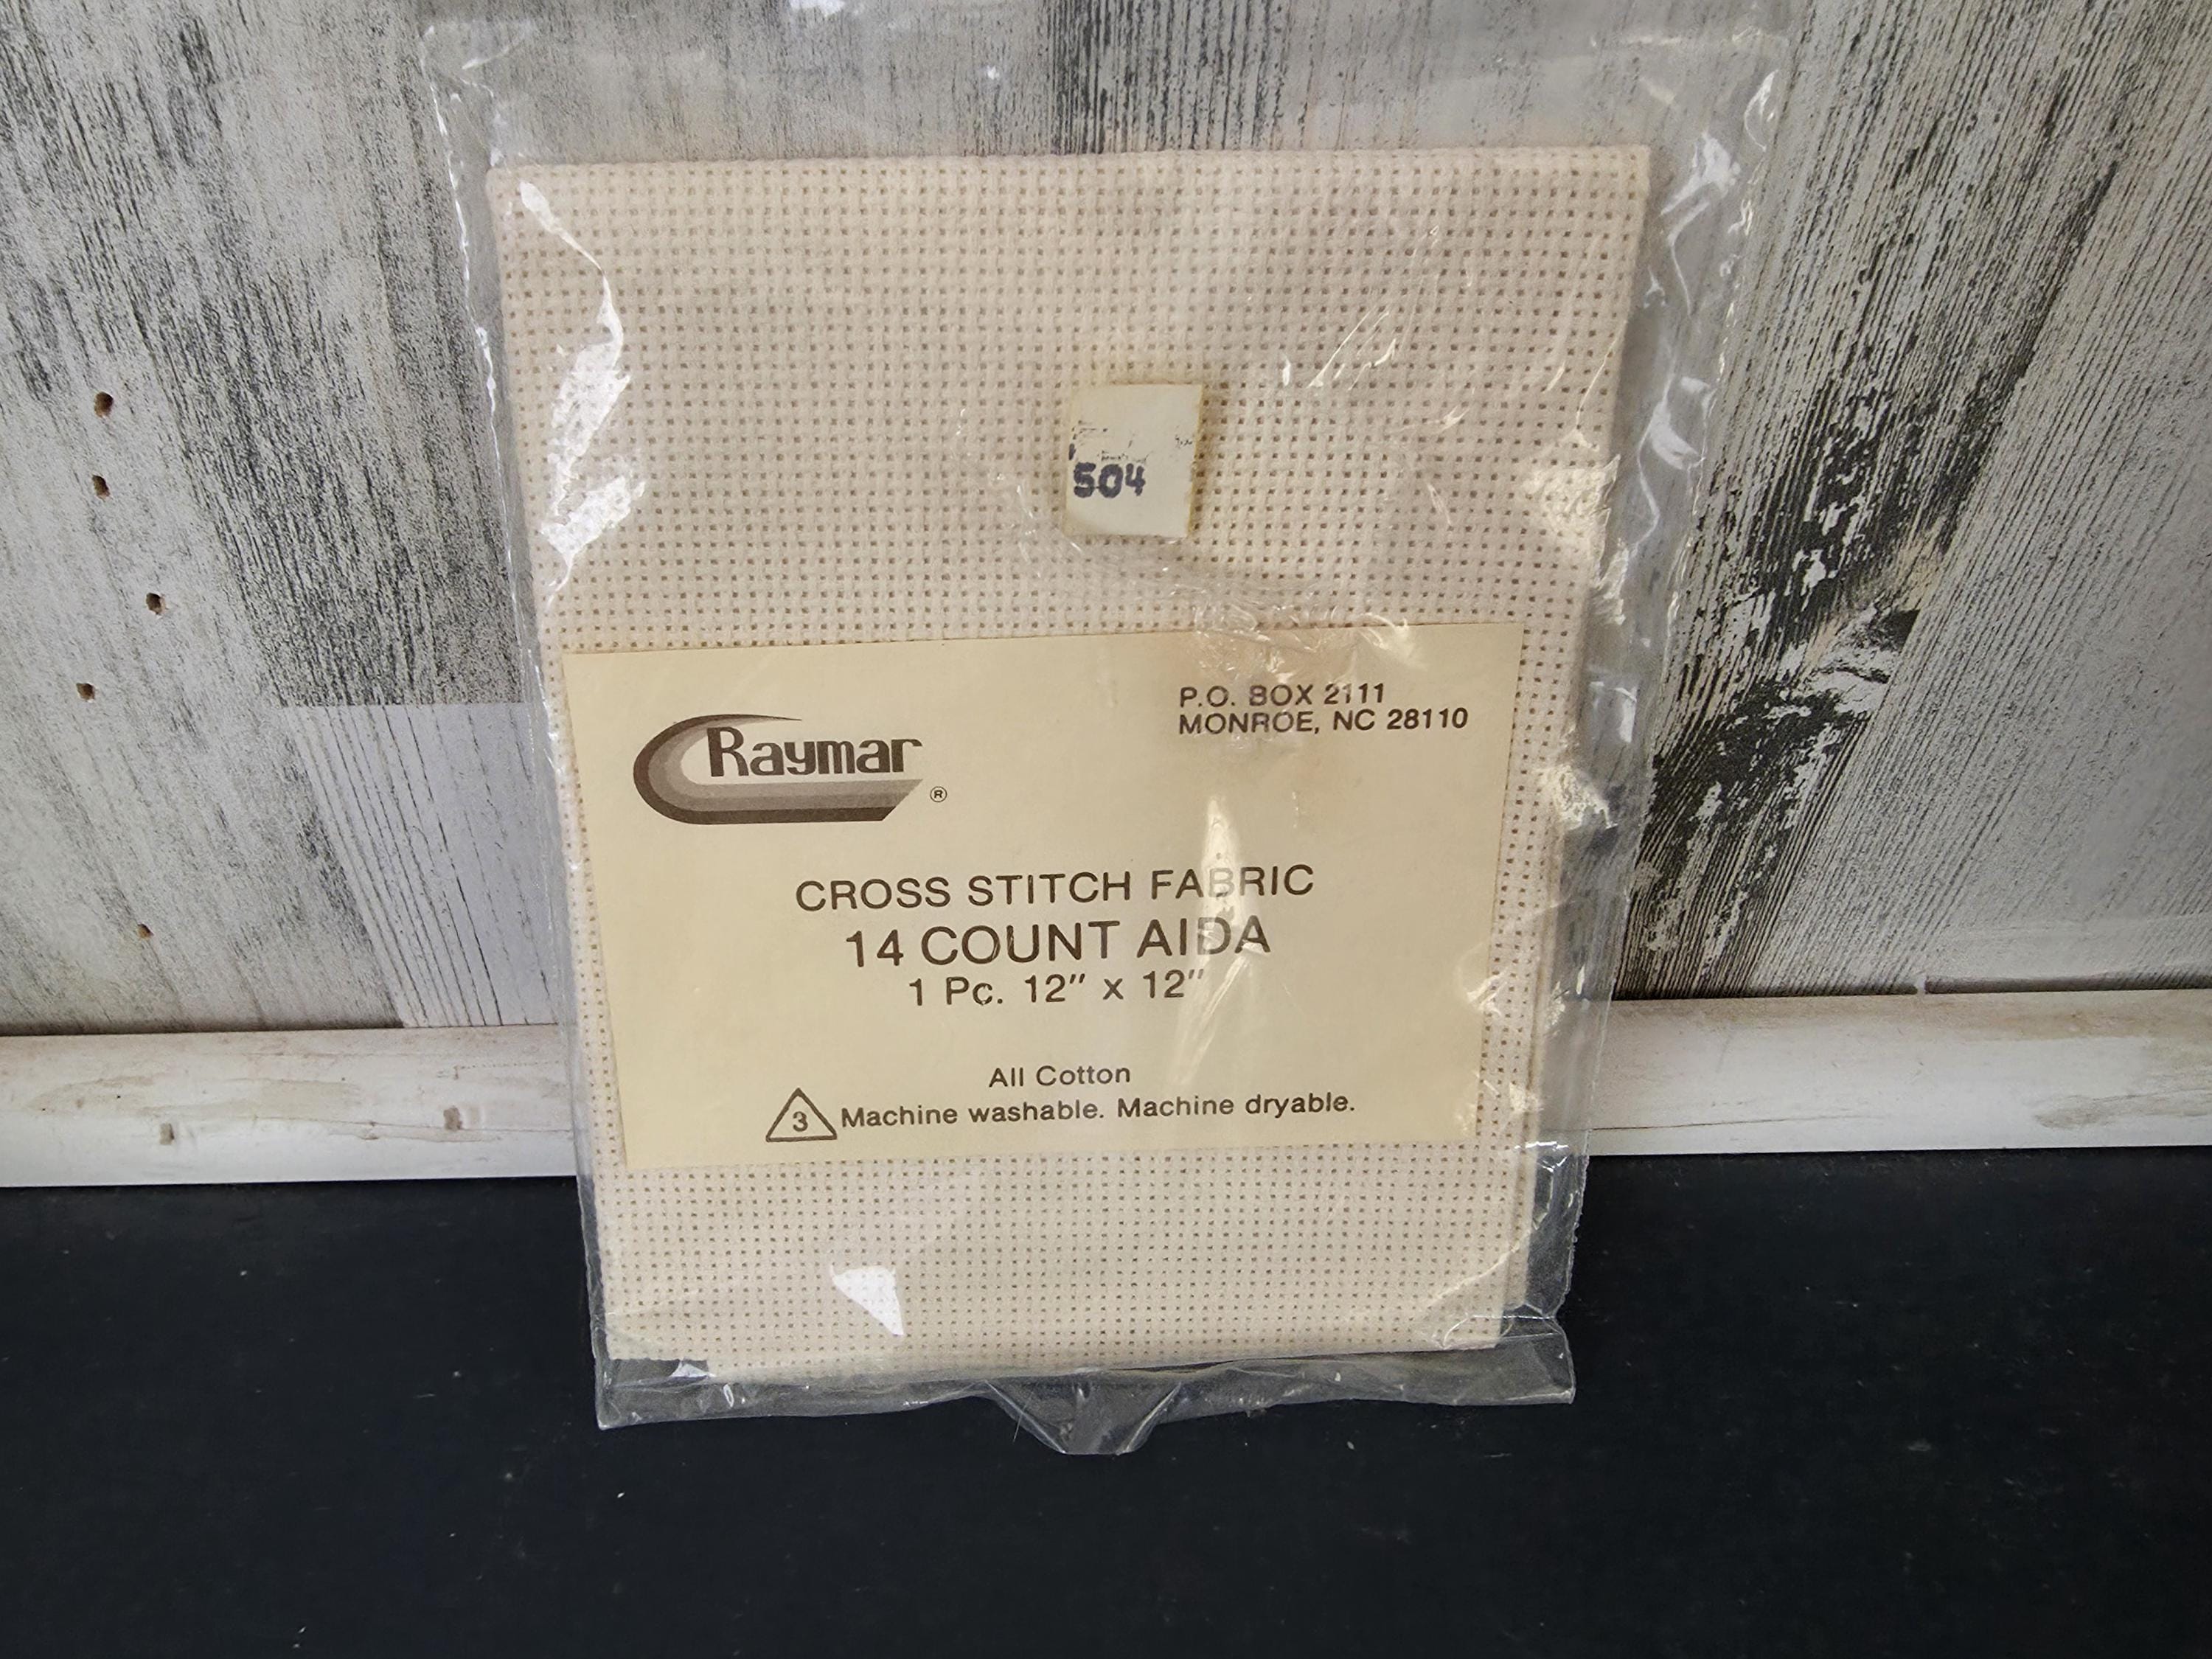 504
Raymar ®
P.O. BOX 2111
MONROE, NC 28110
CROSS STITCH FABRIC
14 COUNT AIDA
1 Pc. 12" x 12"
All Cotton
3 Machine washable. Machine dryable.